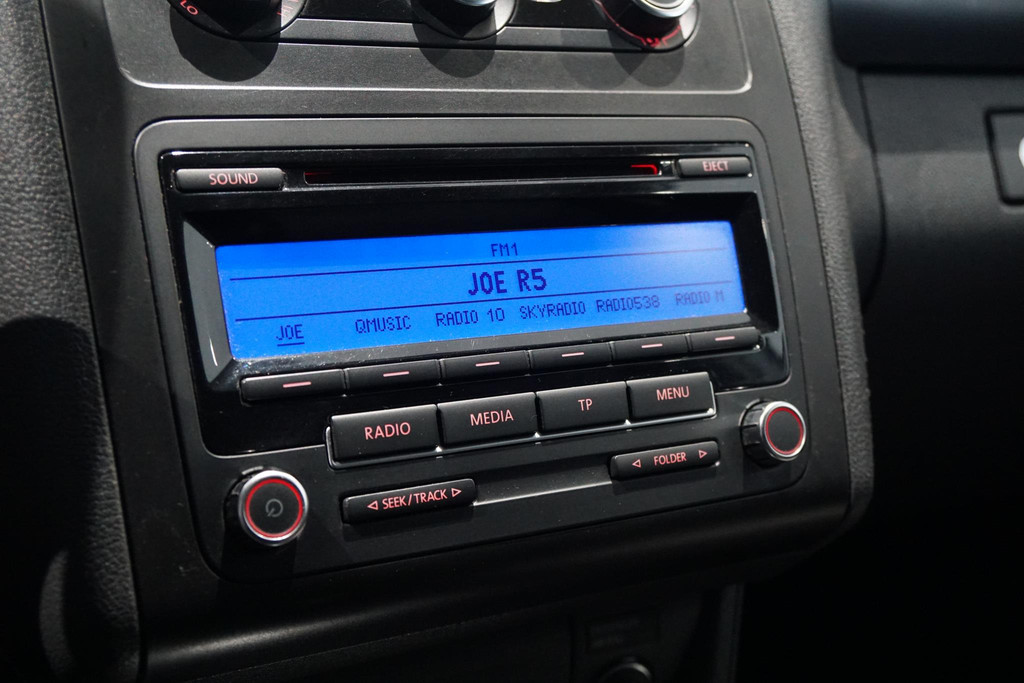 LO
SOUND
EJECT
FM1
JOE R5
JOE QMUSIC RADIO 10 SKYRADIO RADIO538 RADIO M
RADIO MEDIA TP MENU
SEEK / TRACK
FOLDER